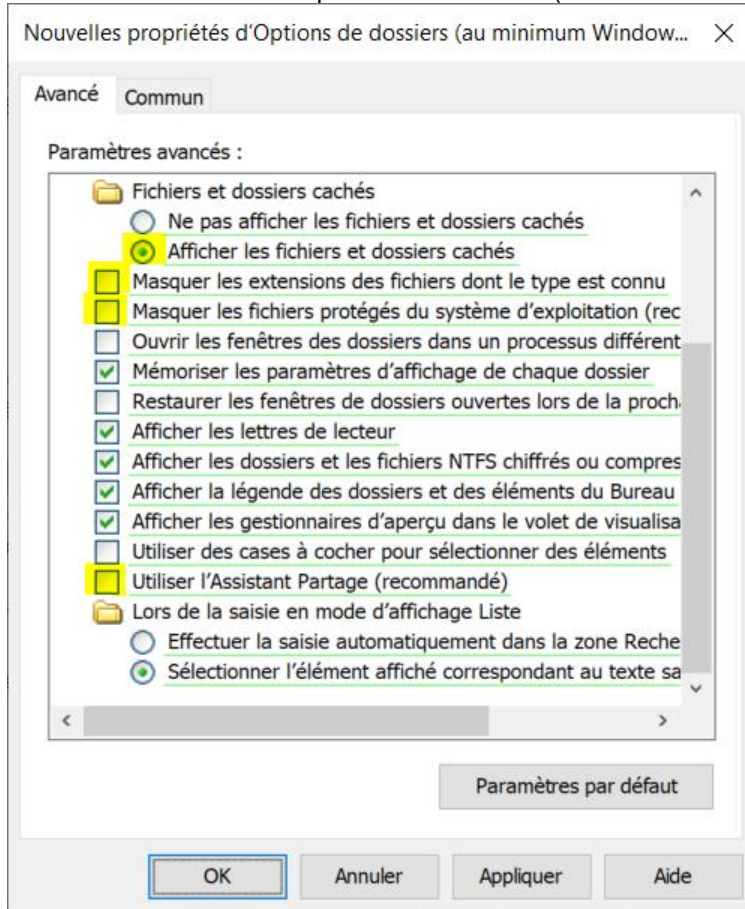 Nouvelles propriétés d'Options de dossiers (au minimum Window...
Avancé
Commun
Paramètres avancés :
Fichiers et dossiers cachés
Ne pas afficher les fichiers et dossiers cachés
Afficher les fichiers et dossiers cachés
Masquer les extensions des fichiers dont le type est connu
Masquer les fichiers protégés du système d'exploitation (rec
Ouvrir les fenêtres des dossiers dans un processus différent
Mémoriser les paramètres d'affichage de chaque dossier
Restaurer les fenêtres de dossiers ouvertes lors de la proch
Afficher les lettres de lecteur
Afficher les dossiers et les fichiers NTFS chiffrés ou compres
Afficher la légende des dossiers et des éléments du Bureau
Afficher les gestionnaires d'aperçu dans le volet de visualisa
Utiliser des cases à cocher pour sélectionner des éléments
Utiliser l'Assistant Partage (recommandé)
Lors de la saisie en mode d'affichage Liste
Effectuer la saisie automatiquement dans la zone Reche
Sélectionner l'élément affiché correspondant au texte sa
Paramètres par défaut
OK
Annuler
Appliquer
Aide